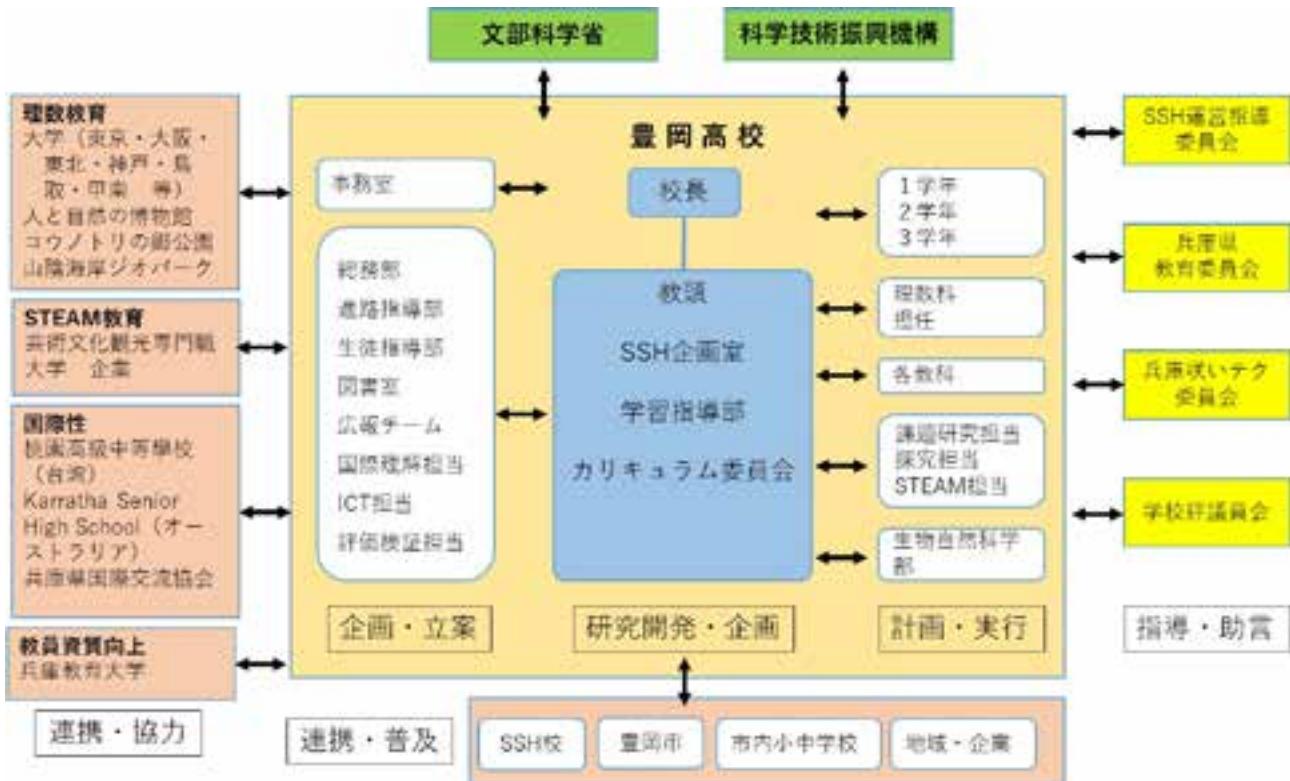 文部科学省
科学技術振興機構
理数教育
大学（東京・大阪・
東北・神戸・鳥
取・甲南 等）
人と自然の博物館
コウノトリの郷公園
山陰海岸ジオパーク
STEAM教育
芸術文化観光専門職
大学 企業
国際性
桃園高級中等學校
（台湾）
Karratha Senior
High School（オー
ストラリア）
兵庫県国際交流協会
教員資質向上
兵庫教育大学
連携・協力
豊岡高校
事務室
総務部
進路指導部
生徒指導部
図書室
広報チーム
国際理解担当
ICT担当
評価検証担当
企画・立案
校長
教頭
SSH企画室
学習指導部
カリキュラム委員会
研究開発・企画
1学年
2学年
3学年
理数科
担任
各教科
課題研究担当
探究担当
STEAM担当
生物自然科学
部
計画・実行
SSH運営指導
委員会
兵庫県
教育委員会
兵庫咲いテク
委員会
学校評議員会
指導・助言
連携・普及
SSH校
豊岡市
市内小中学校
地域・企業